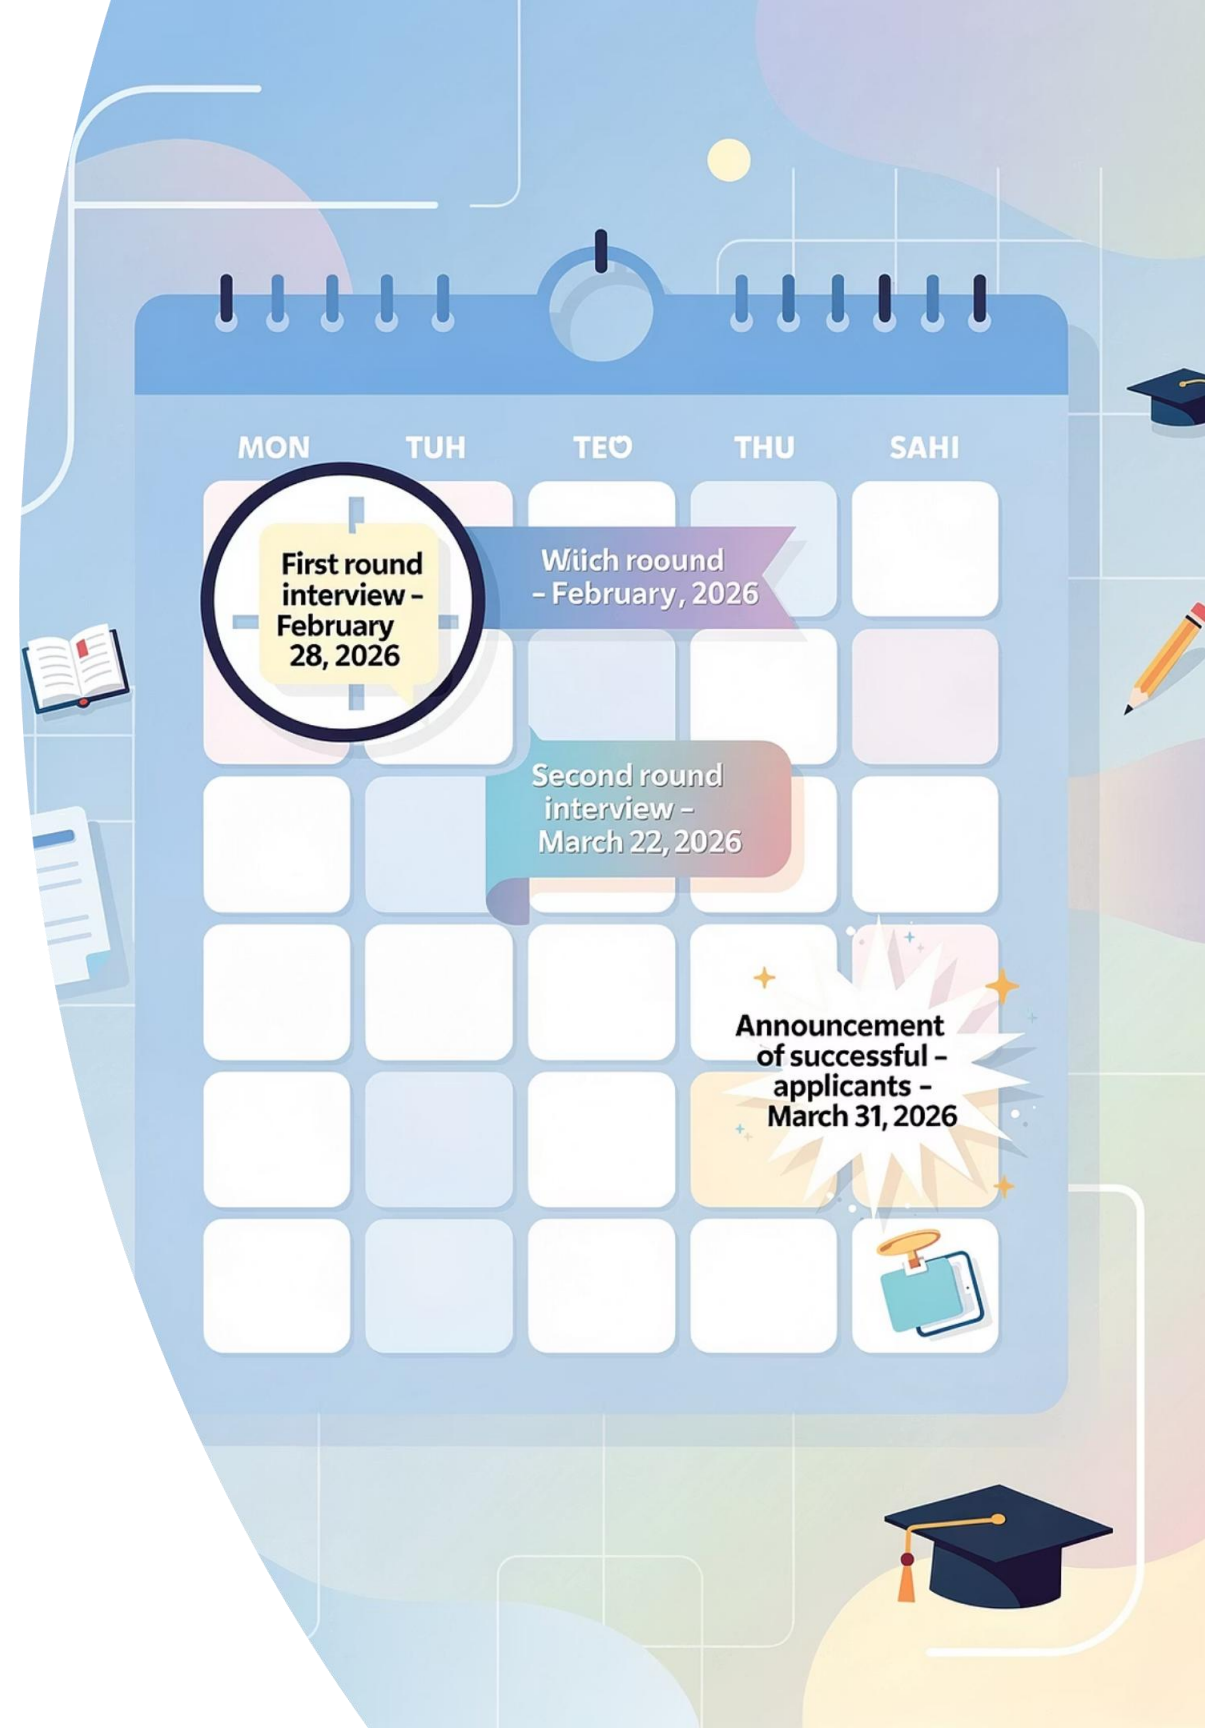 MON TUH TEO THU SAHI
First round
interview –
February
28, 2026
Wiich roound
– February, 2026
Second round
interview –
March 22, 2026
Announcement
of successful –
applicants –
March 31, 2026